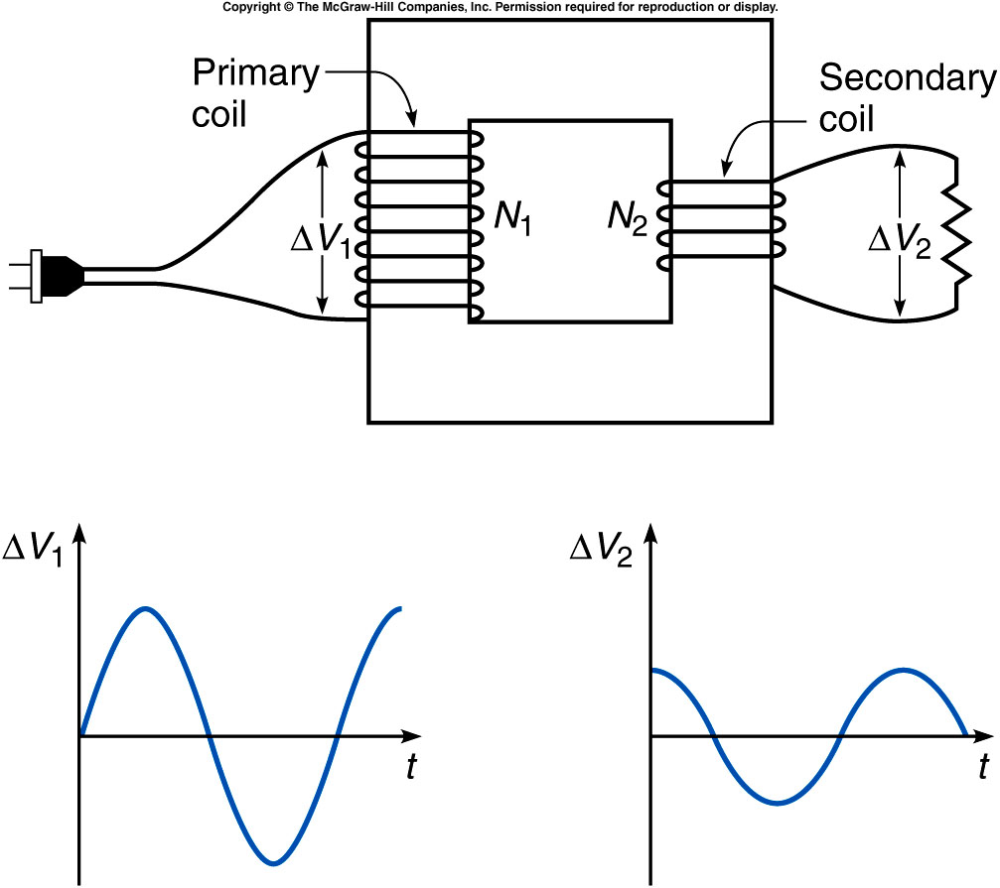 Copyright © The McGraw-Hill Companies, Inc. Permission required for reproduction or display.
Primary
coil
Secondary
coil
ΔV₁
N₁
N₂
ΔV₂
ΔV₁
t
ΔV₂
t